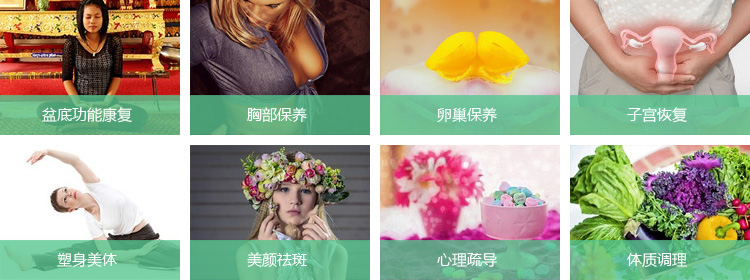 盆底功能康复
胸部保养
卵巢保养
子宫恢复
塑身美体
美颜祛斑
心理疏导
体质调理